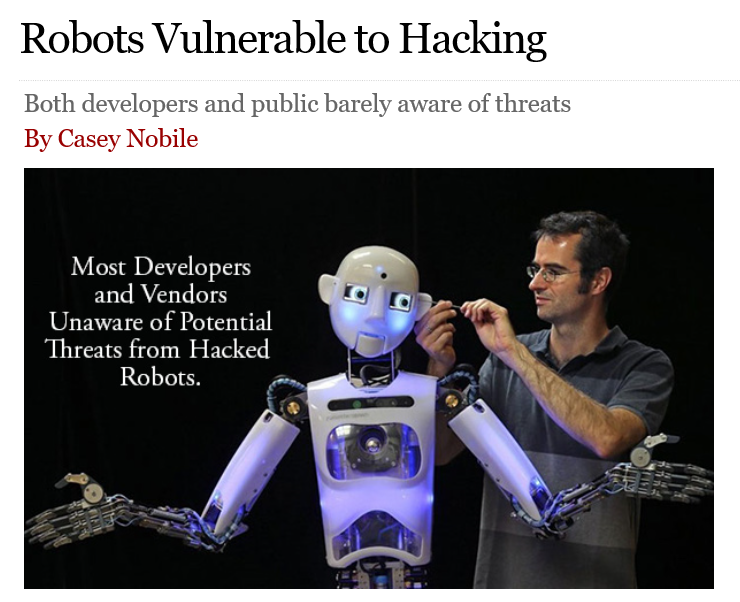 Robots Vulnerable to Hacking
Both developers and public barely aware of threats
By Casey Nobile
Most Developers
and Vendors
Unaware of Potential
Threats from Hacked
Robots.